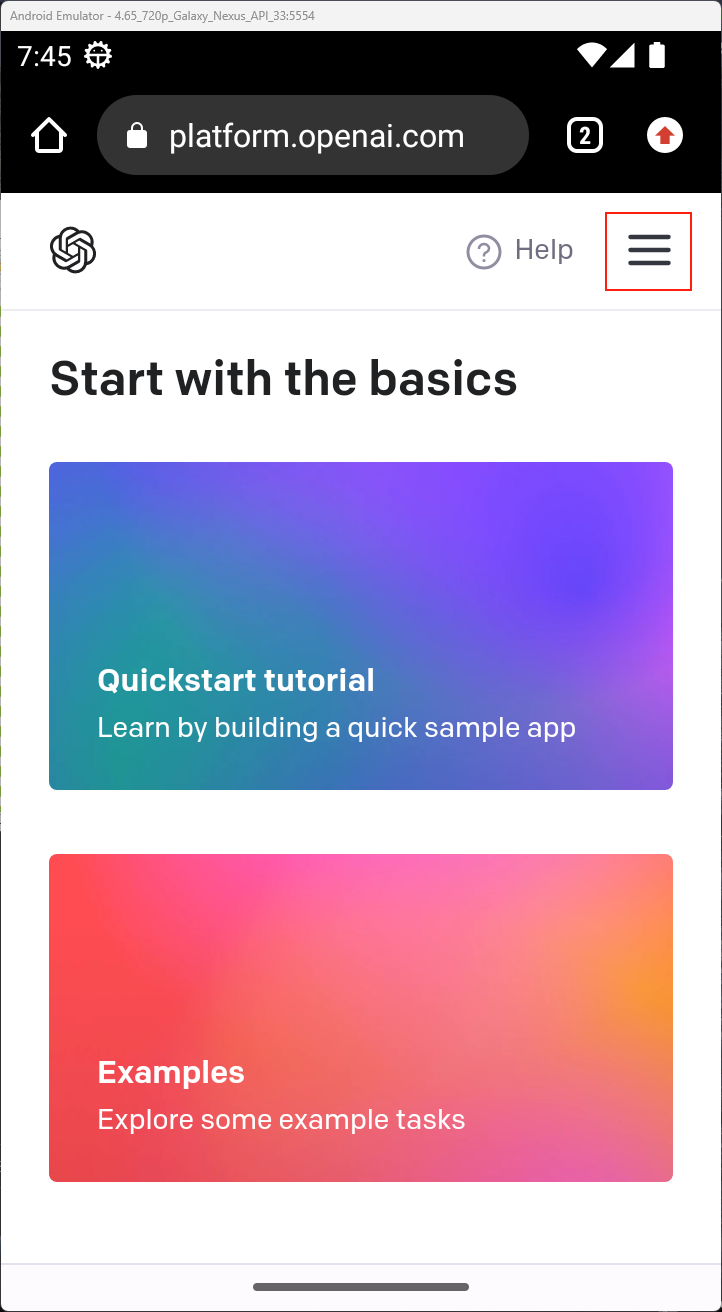 Android Emulator - 4.65_720p_Galaxy_Nexus_API_33:5554
7:45
platform.openai.com
2
? Help
Start with the basics
Quickstart tutorial
Learn by building a quick sample app
Examples
Explore some example tasks